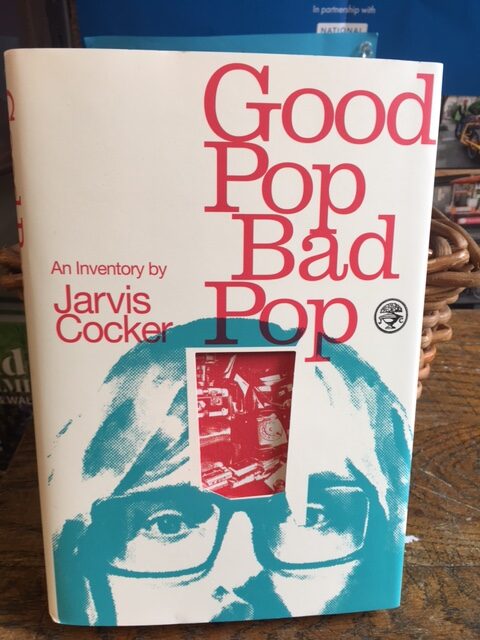 in partnership with
NATIONAL
Good
Pop
Bad
Pop
An Inventory by
Jarvis
Cocker